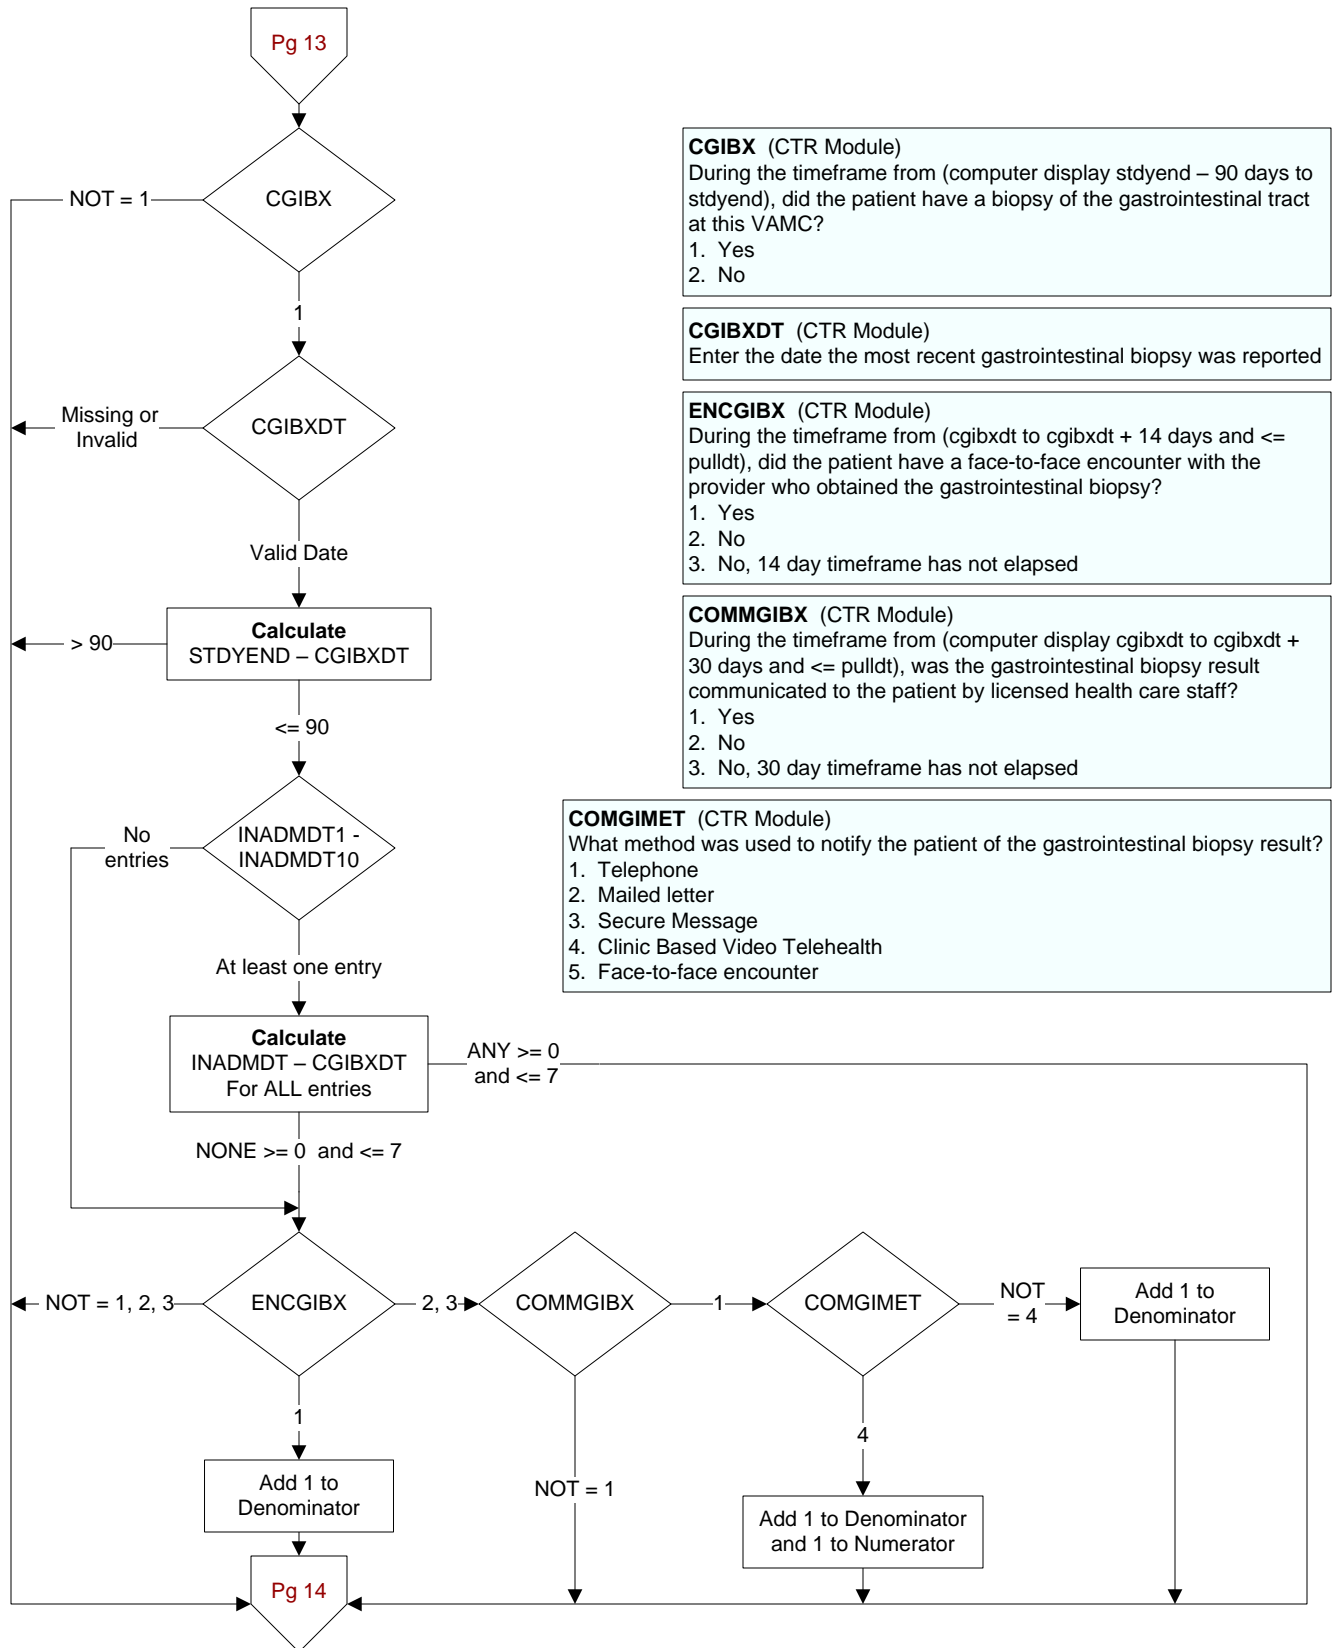 Pg 13
CGIBX
NOT = 1
1
CGIBXDT
Missing or
Invalid
Valid Date
Calculate
STDYEND – CGIBXDT
> 90
<= 90
INADMDT1 -
INADMDT10
No
entries
At least one entry
Calculate
INADMDT – CGIBXDT
For ALL entries
ANY >= 0
and <= 7
NONE >= 0 and <= 7
ENCGIBX
NOT = 1, 2, 3
2, 3
COMMGIBX
1
COMGIMET
NOT
= 4
Add 1 to
Denominator
1
4
NOT = 1
Add 1 to
Denominator
Add 1 to Denominator
and 1 to Numerator
Pg 14
CGIBX (CTR Module)
During the timeframe from (computer display stdyend – 90 days to
stdyend), did the patient have a biopsy of the gastrointestinal tract
at this VAMC?
1. Yes
2. No
CGIBXDT (CTR Module)
Enter the date the most recent gastrointestinal biopsy was reported
ENCGIBX (CTR Module)
During the timeframe from (cgibxdt to cgibxdt + 14 days and <=
pulldt), did the patient have a face-to-face encounter with the
provider who obtained the gastrointestinal biopsy?
1. Yes
2. No
3. No, 14 day timeframe has not elapsed
COMMGIBX (CTR Module)
During the timeframe from (computer display cgibxdt to cgibxdt +
30 days and <= pulldt), was the gastrointestinal biopsy result
communicated to the patient by licensed health care staff?
1. Yes
2. No
3. No, 30 day timeframe has not elapsed
COMGIMET (CTR Module)
What method was used to notify the patient of the gastrointestinal biopsy result?
1. Telephone
2. Mailed letter
3. Secure Message
4. Clinic Based Video Telehealth
5. Face-to-face encounter